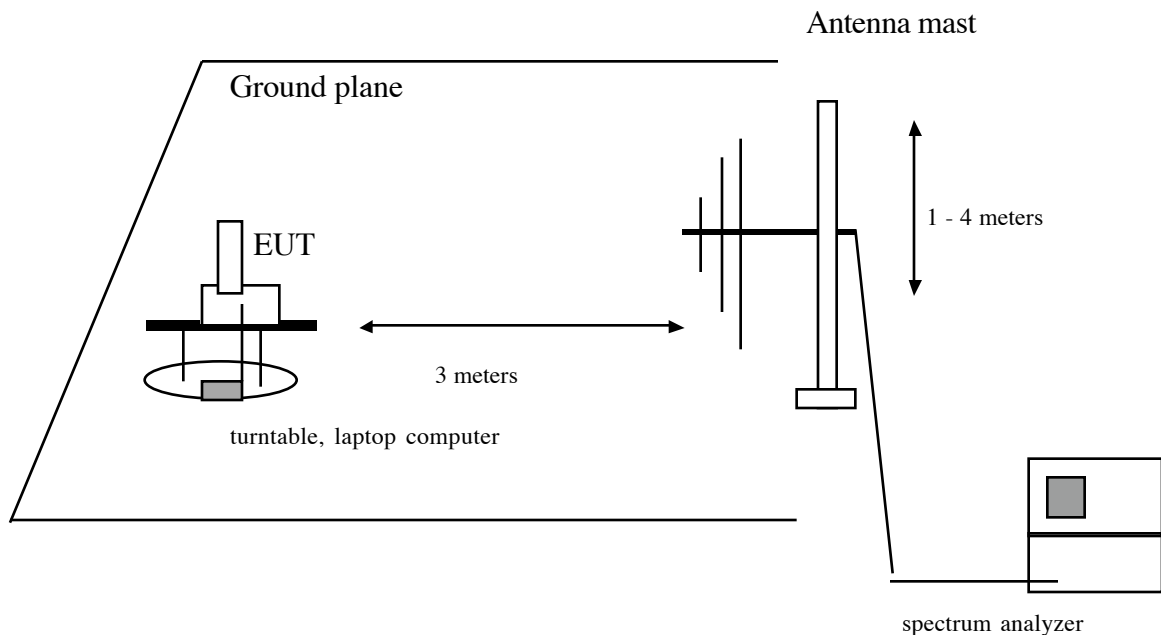 Antenna mast
Ground plane
1 - 4 meters
EUT
3 meters
turntable, laptop computer
spectrum analyzer